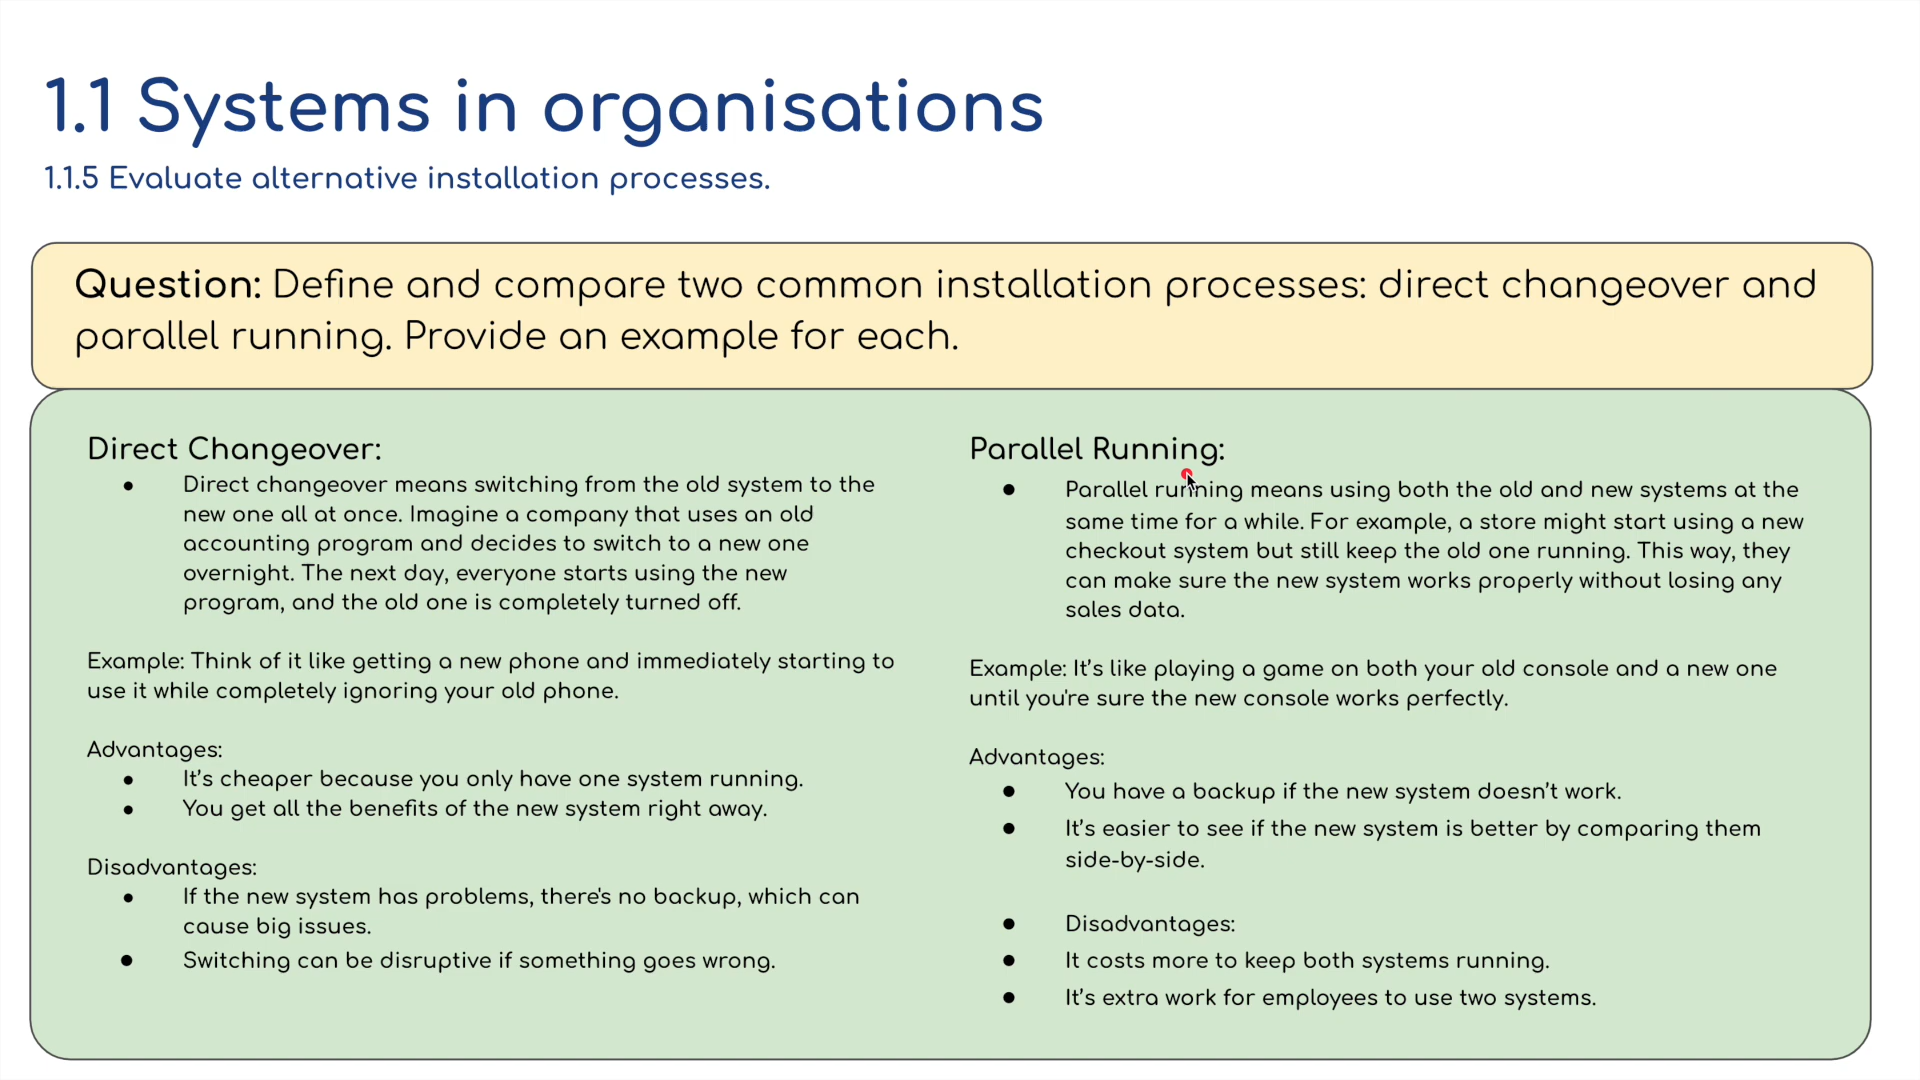 1.1 Systems in organisations
1.1.5 Evaluate alternative installation processes.
Question: Define and compare two common installation processes: direct changeover and
parallel running. Provide an example for each.
Direct Changeover:
● Direct changeover means switching from the old system to the
new one all at once. Imagine a company that uses an old
accounting program and decides to switch to a new one
overnight. The next day, everyone starts using the new
program, and the old one is completely turned off.
Example: Think of it like getting a new phone and immediately starting to
use it while completely ignoring your old phone.
Advantages:
● It's cheaper because you only have one system running.
● You get all the benefits of the new system right away.
Disadvantages:
● If the new system has problems, there's no backup, which can
cause big issues.
● Switching can be disruptive if something goes wrong.
Parallel Running:
● Parallel running means using both the old and new systems at the
same time for a while. For example, a store might start using a new
checkout system but still keep the old one running. This way, they
can make sure the new system works properly without losing any
sales data.
Example: It's like playing a game on both your old console and a new one
until you're sure the new console works perfectly.
Advantages:
● You have a backup if the new system doesn't work.
● It's easier to see if the new system is better by comparing them
side-by-side.
● Disadvantages:
● It costs more to keep both systems running.
● It's extra work for employees to use two systems.